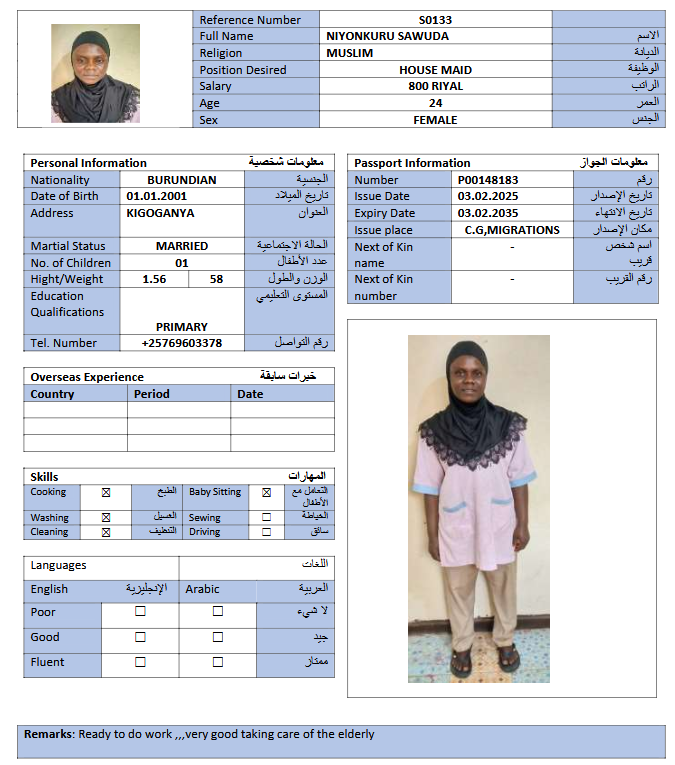 Reference Number S0133
Full Name NIYONKURU SAWUDA الاسم
Religion MUSLIM الديانة
Position Desired HOUSE MAID الوظيفة
Salary 800 RIYAL الراتب
Age 24 العمر
Sex FEMALE الجنس
Personal Information معلومات شخصية
Nationality BURUNDIAN الجنسية
Date of Birth 01.01.2001 تاريخ الميلاد
Address KIGOGANYA العنوان
Martial Status MARRIED الحالة الاجتماعية
No. of Children 01 عدد الأطفال
Hight/Weight 1.56 58 الوزن والطول
Education المستوى التعليمي
Qualifications
PRIMARY
Tel. Number +25769603378 رقم التواصل
Passport Information معلومات الجواز
Number P00148183 رقم
Issue Date 03.02.2025 تاريخ الإصدار
Expiry Date 03.02.2035 تاريخ الانتهاء
Issue place C.G,MIGRATIONS مكان الإصدار
Next of Kin - اسم شخص
name قريب
Next of Kin - رقم القريب
number
Overseas Experience خبرات سابقة
Country Period Date
Skills المهارات
Cooking ☒ الطبخ Baby Sitting ☒ التعامل مع
الأطفال
Washing ☒ الغسيل Sewing ☐ الخياطة
Cleaning ☒ التنظيف Driving ☐ سائق
Languages اللغات
English الإنجليزية Arabic العربية
Poor ☐ ☐ لا شيء
Good ☐ ☐ جيد
Fluent ☐ ☐ ممتاز
Remarks: Ready to do work ,,,very good taking care of the elderly